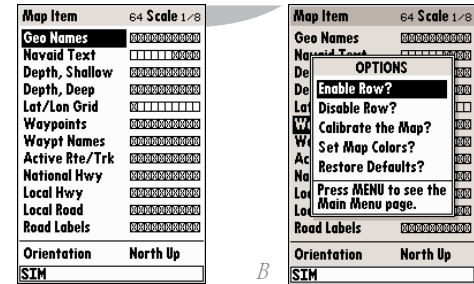 Map Item 64 Scale 1/8
Geo Names
Navaid Text
Depth, Shallow
Depth, Deep
Lat/Lon Grid
Waypoints
Waypt Names
Active Rte/Trk
National Hwy
Local Hwy
Local Road
Road Labels
Orientation North Up
SIM
B
Map Item 64 Scale 1/8
Geo Names
OPTIONS
Enable Row?
Disable Row?
Calibrate the Map?
Set Map Colors?
Restore Defaults?
Press MENU to see the
Main Menu page.
Road Labels
Orientation North Up
SIM